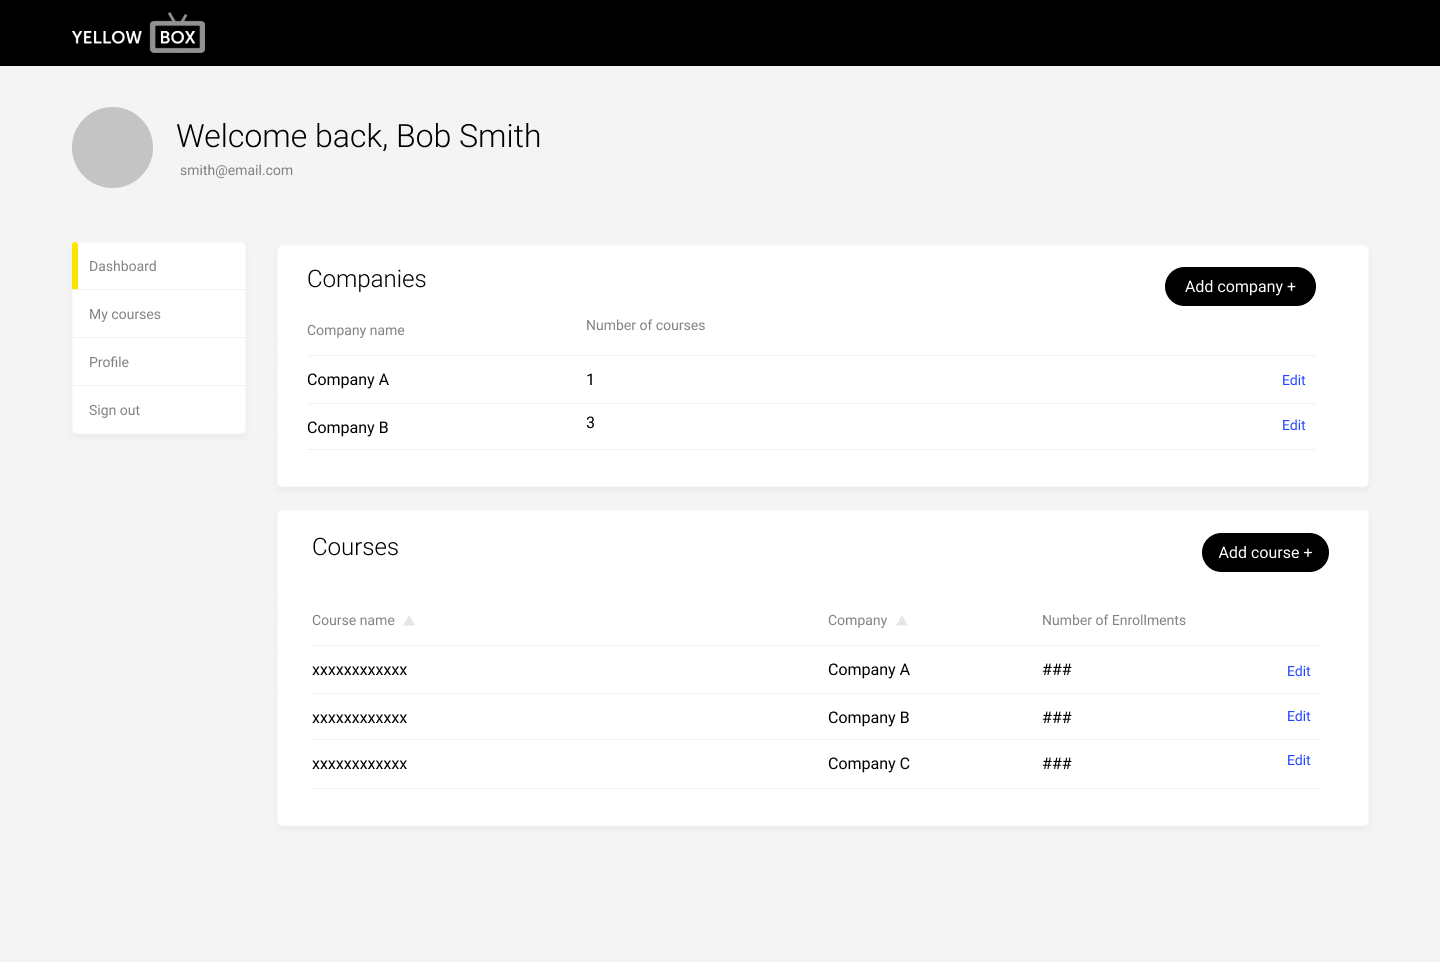 YELLOW BOX
Welcome back, Bob Smith
smith@email.com
Dashboard
My courses
Profile
Sign out
Companies
Add company +
Company name Number of courses
Company A 1 Edit
Company B 3 Edit
Courses
Add course +
Course name Company Number of Enrollments
xxxxxxxxxxxx Company A ### Edit
xxxxxxxxxxxx Company B ### Edit
xxxxxxxxxxxx Company C ### Edit